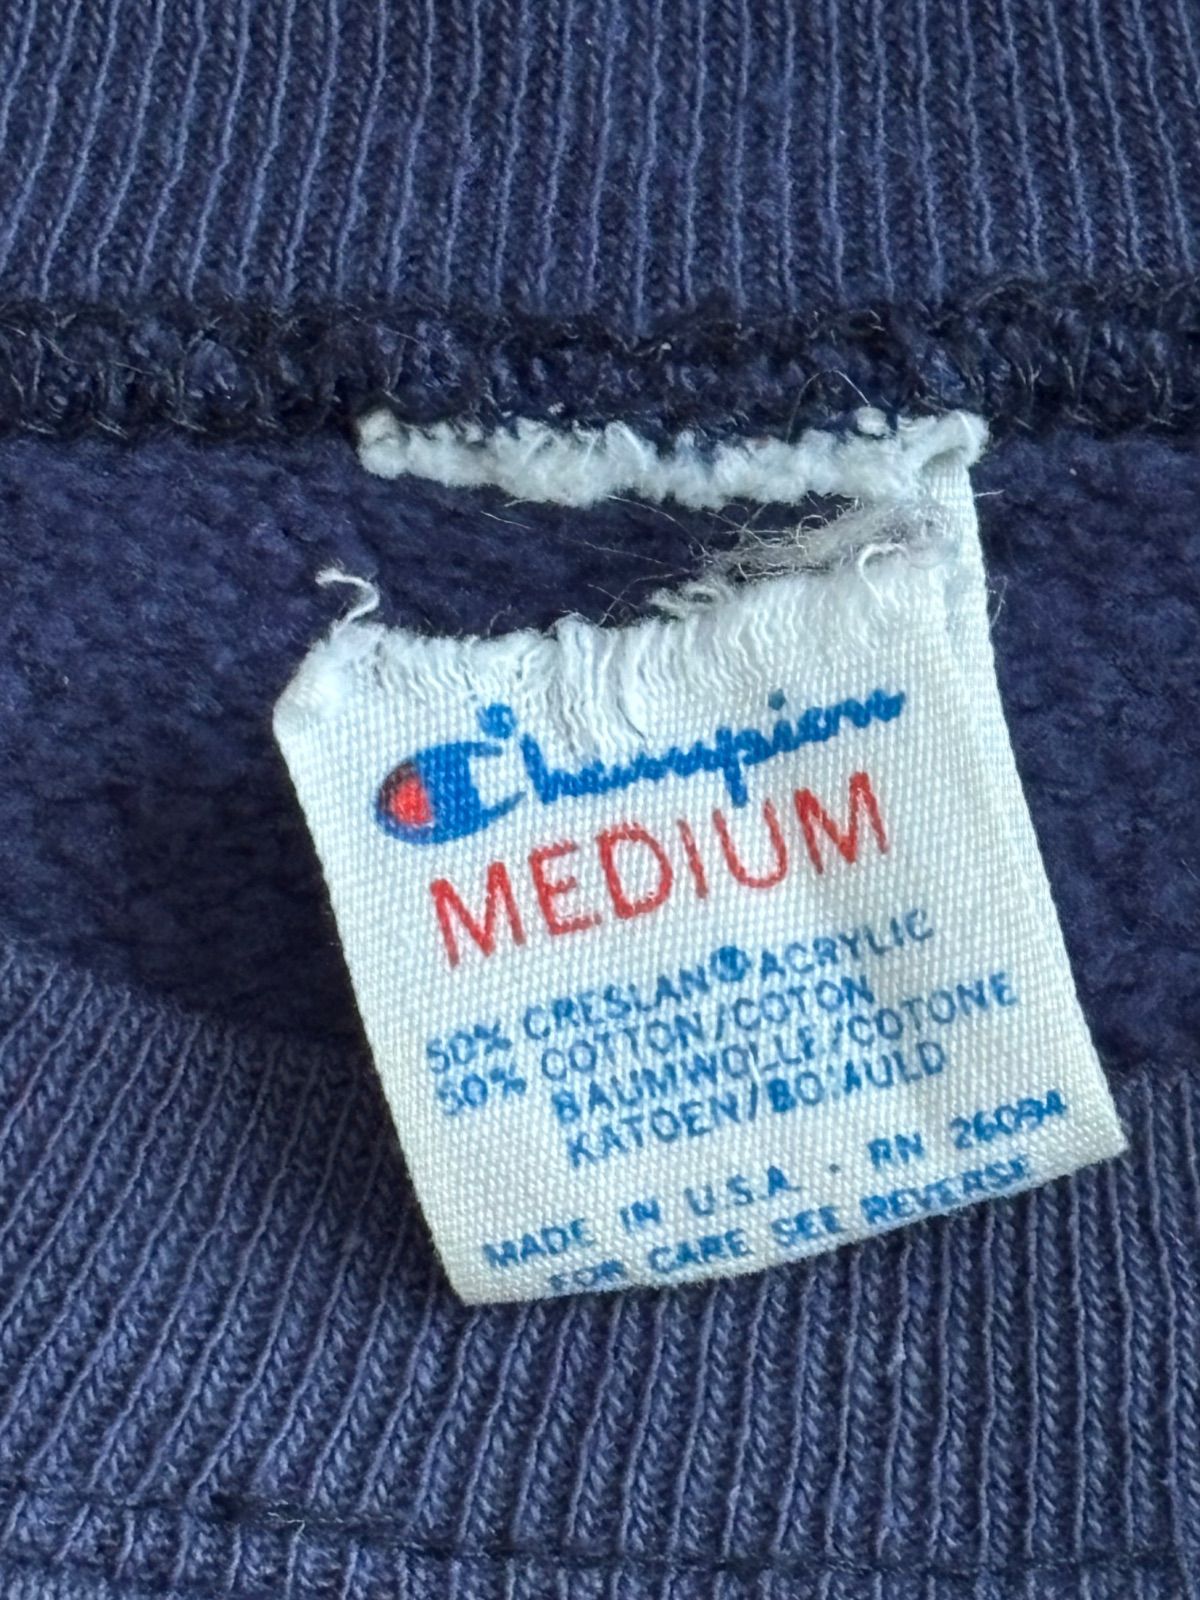 Champion
MEDIUM
50% CRESLAN® ACRYLIC
50% COTTON/COTON
BAUMWOLLE/COTONE
KATOEN/BOMULD
MADE IN U.S.A. · RN 26094
FOR CARE SEE REVERSE